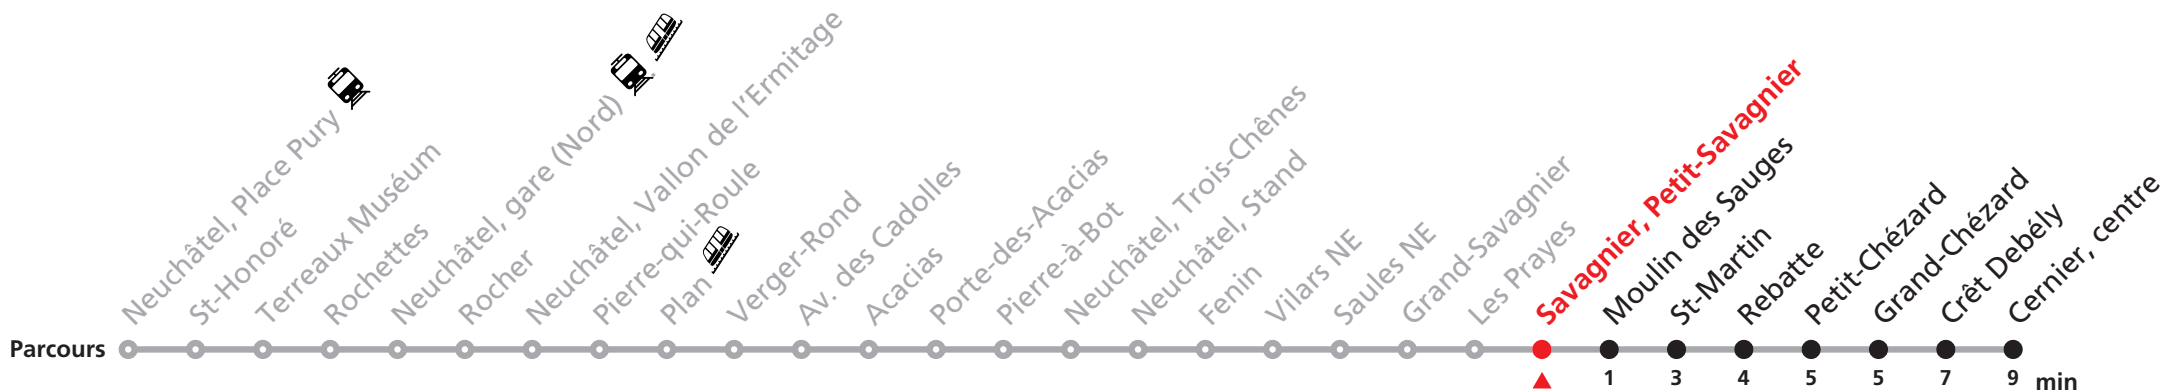 Neuchâtel, Place Pury
St-Honoré
Terreaux Muséum
Rochettes
Neuchâtel, gare (Nord)
Rocher
Neuchâtel, Vallon de l'Ermitage
Pierre-qui-Roule
Plan
Verger-Rond
Av. des Cadolles
Acacias
Porte-des-Acacias
Pierre-à-Bot
Neuchâtel, Trois-Chênes
Neuchâtel, Stand
Fenin
Vilars NE
Saules NE
Grand-Savagnier
Les Prayes
Savagnier, Petit-Savagnier
Moulin des Sauges
St-Martin
Rebatte
Petit-Chézard
Grand-Chézard
Crêt Debély
Cernier, centre
Parcours
1 3 4 5 5 7 9 min